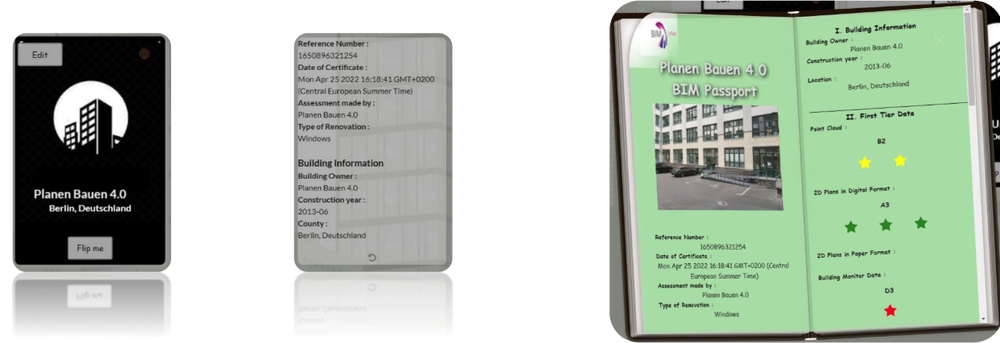 Edit
Planen Bauen 4.0
Berlin, Deutschland
Flip me
Reference Number :
1650896321254
Date of Certificate :
Mon Apr 25 2022 16:18:41 GMT+0200
(Central European Summer Time)
Assessment made by :
Planen Bauen 4.0
Type of Renovation :
Windows
Building Information
Building Owner :
Planen Bauen 4.0
Construction year :
2013-06
County :
Berlin, Deutschland
BIM
Planen Bauen 4.0
BIM Passport
Reference Number :
1650896321254
Date of Certificate :
Mon Apr 25 2022 16:18:41 GMT+0200 (Central
European Summer Time)
Assessment made by :
Planen Bauen 4.0
Type of Renovation :
Windows
I. Building Information
Building Owner :
Planen Bauen 4.0
Construction year :
2013-06
Location :
Berlin, Deutschland
II. First Tier Data
Point Cloud :
B2
2D Plans in Digital Format :
A3
2D Plans in Paper Format :
Building Monitor Data :
D3